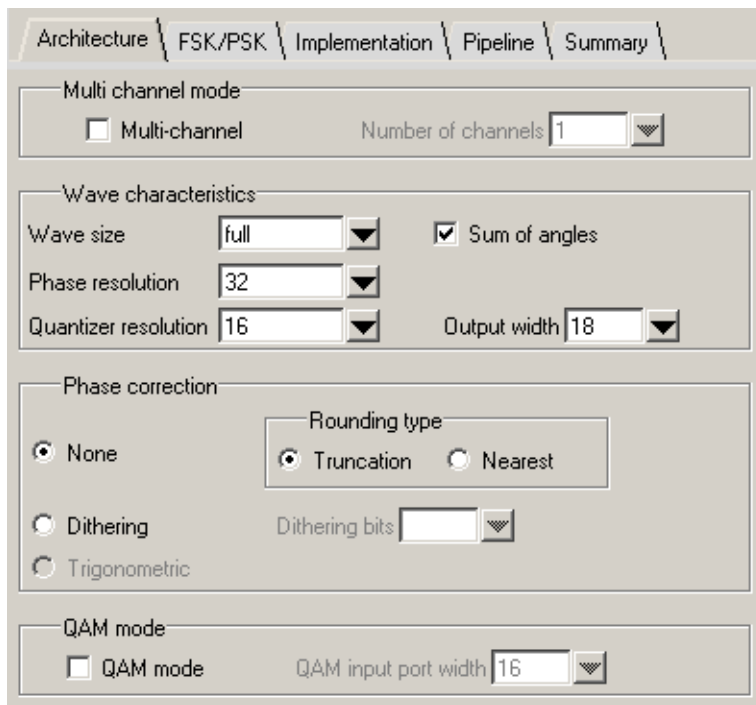 Architecture FSK/PSK Implementation Pipeline Summary
Multi channel mode
Multi-channel Number of channels 1
Wave characteristics
Wave size full Sum of angles
Phase resolution 32
Quantizer resolution 16 Output width 18
Phase correction
Rounding type
None Truncation Nearest
Dithering Dithering bits
Trigonometric
QAM mode
QAM mode QAM input port width 16